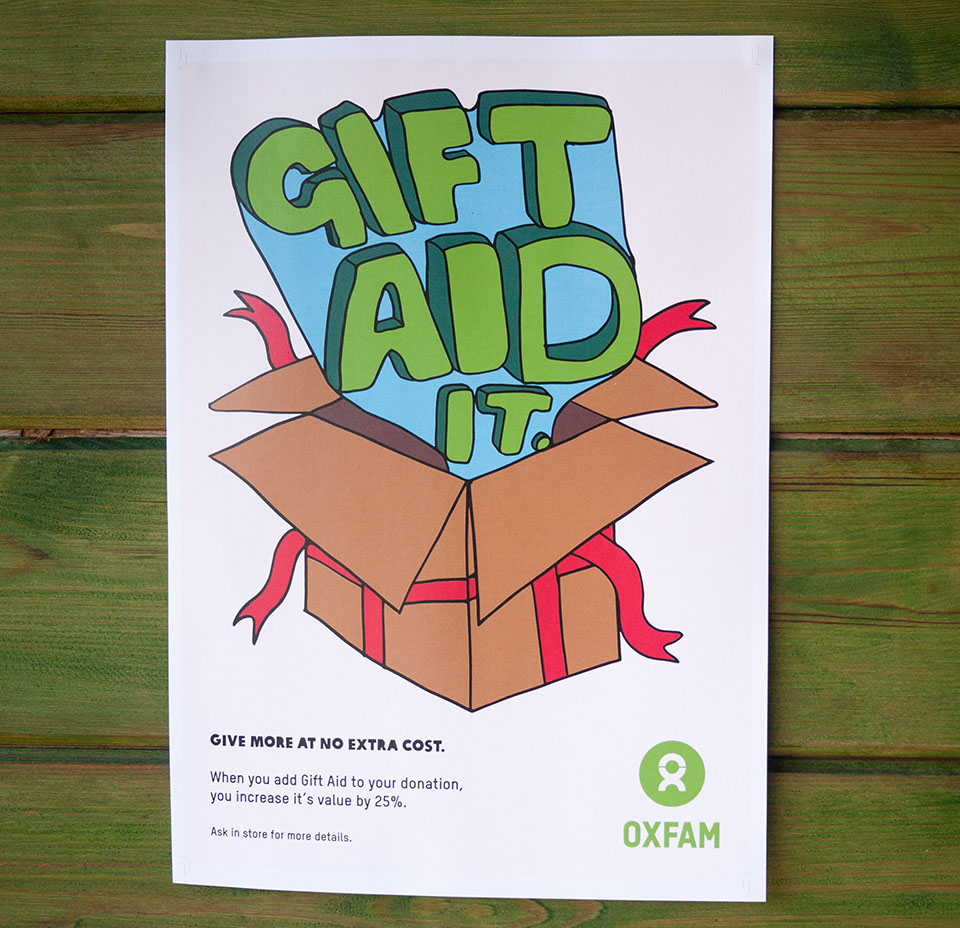 GIFT
AID
IT.
GIVE MORE AT NO EXTRA COST.
When you add Gift Aid to your donation,
you increase it's value by 25%.
Ask in store for more details.
OXFAM